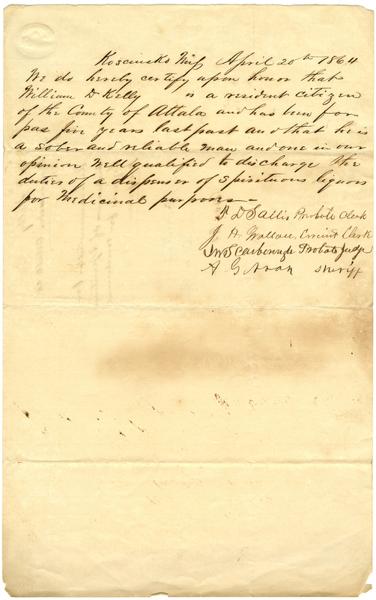 Kosciusko Miss April 20th 1864
We do hereby certify upon honor that
William D Kelly is a resident citizen
of the County of Attala and has been for
pas five years last past and that he is
a sober and reliable man and one in our
opinion well qualified to discharge the
duties of a dispenser of Spirituous liquors
for Medicinal purposes
D Sallis Probate Clerk
J. A. Wallace, Circuit Clerk
Scarborough Probate Judge
A G Sheriff